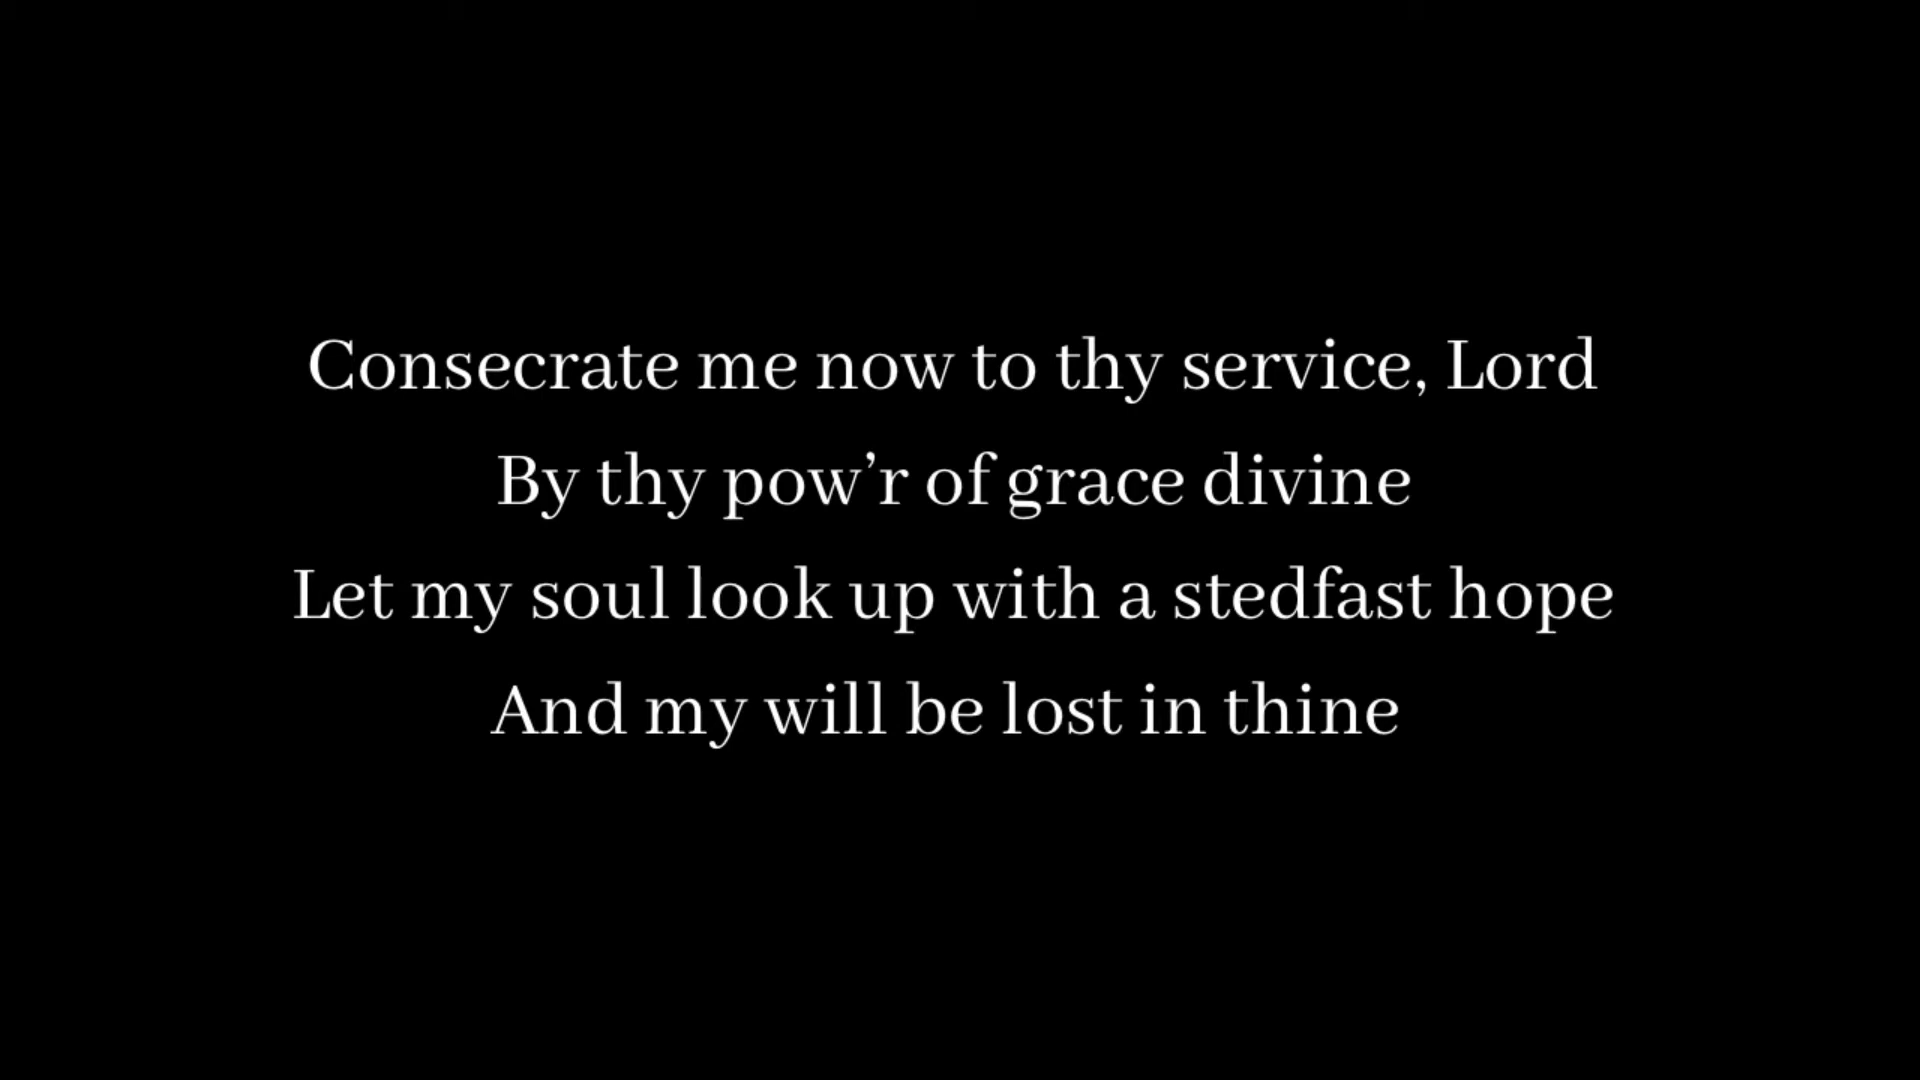 Consecrate me now to thy service, Lord
By thy pow’r of grace divine
Let my soul look up with a stedfast hope
And my will be lost in thine